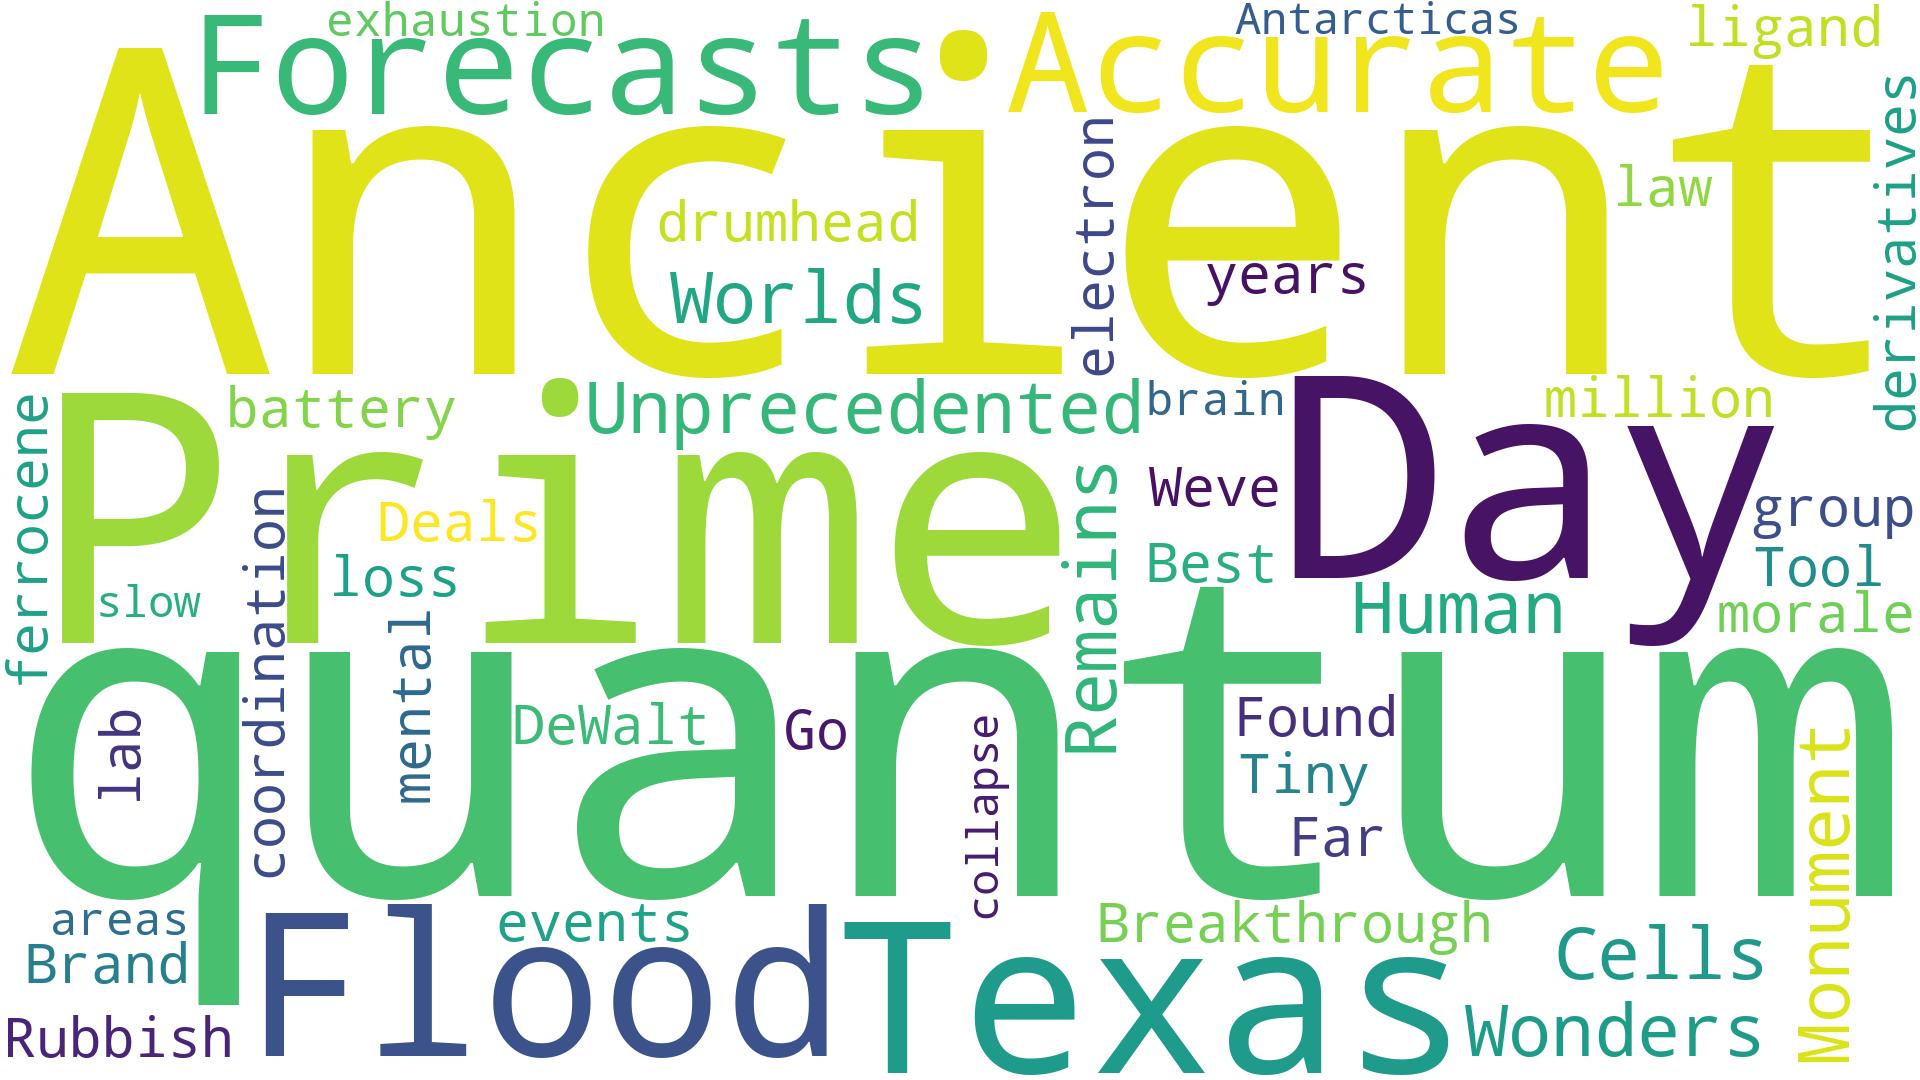 exhaustion
Antarcticas
ligand
Forecasts
• Accurate
Ancient
derivatives
electron
law
drumhead
years
Worlds
battery
• Unprecedented
brain
Day
million
ferrocene
Prime
Remains
Weve
group
coordination
Deals
Best
Tool
loss
Human
morale
slow
mental
quantum
lab
DeWalt
Go
collapse
Found
Tiny
Far
Monument
areas
events
Breakthrough
Brand
Flood
Texas
Cells
Rubbish
Wonders